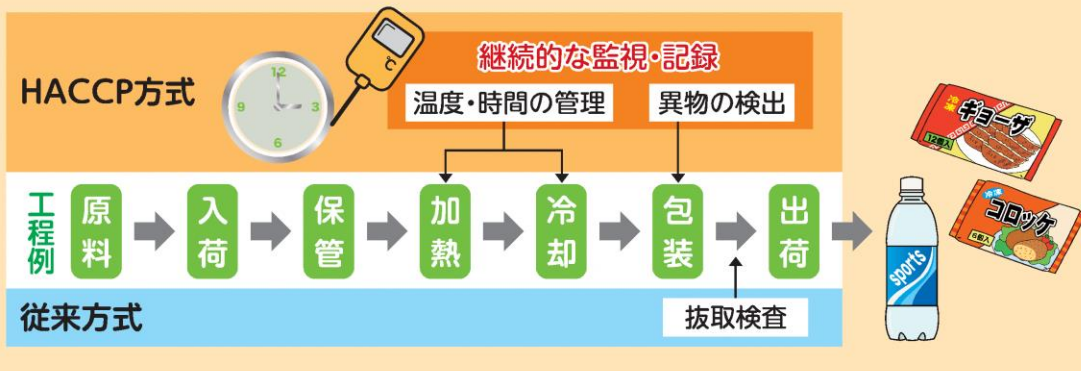 HACCP方式
12
3
6
9
℃
継続的な監視・記録
温度・時間の管理
異物の検出
工程例
原料
入荷
保管
加熱
冷却
包装
出荷
従来方式
抜取検査
冷凍
ギョーザ
12個入
冷凍
コロッケ
6個入
sports